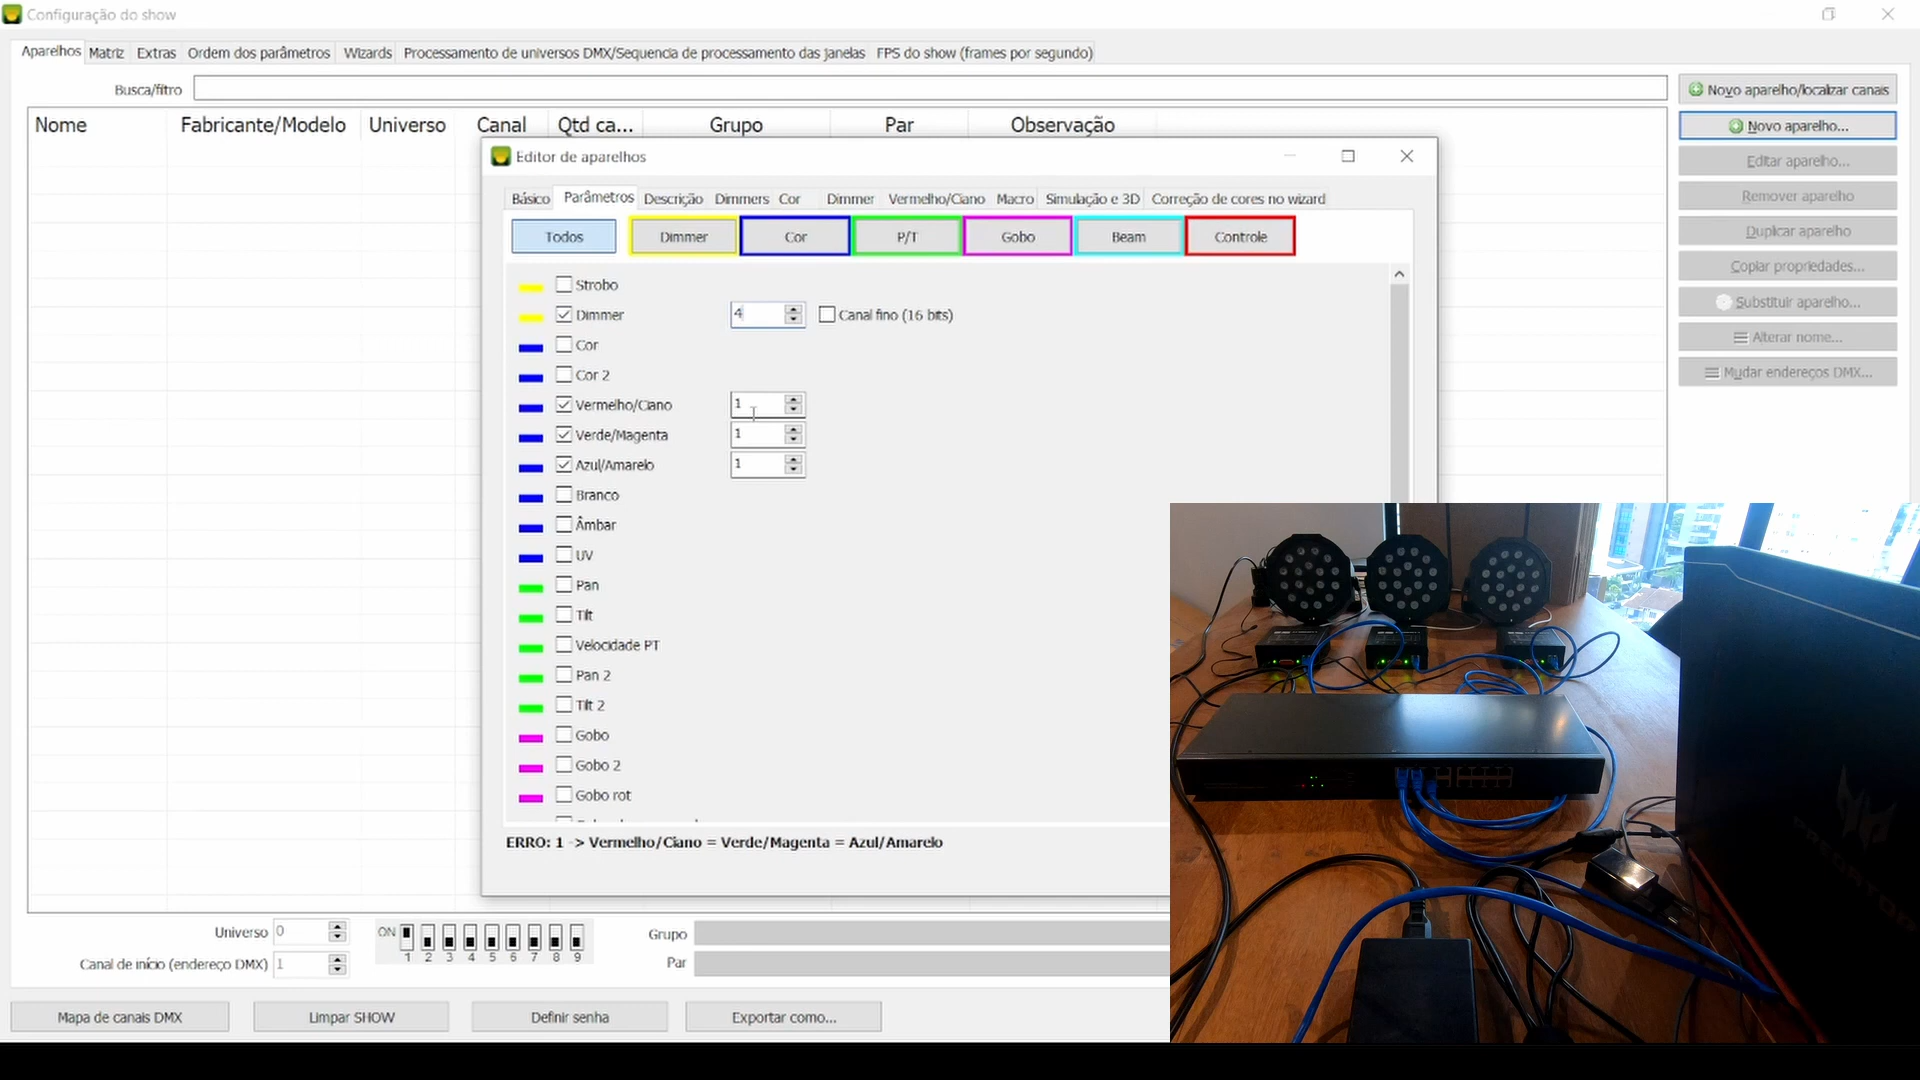 Configuração do show
Aparelhos Matriz Extras Ordem dos parâmetros Wizards Processamento de universos DMX/Sequencia de processamento das janelas FPS do show (frames por segundo)
Busca/filtro
Nome Fabricante/Modelo Universo Canal Qtd ca... Grupo Par Observação
Novo aparelho/localizar canais
Novo aparelho...
Editar aparelho...
Remover aparelho
Duplicar aparelho
Copiar propriedades...
Substituir aparelho...
Alterar nome...
Mudar endereços DMX...
Editor de aparelhos
Básico Parâmetros Descrição Dimmers Cor Dimmer Vermelho/Ciano Macro Simulação e 3D Correção de cores no wizard
Todos Dimmer Cor P/T Gobo Beam Controle
Strobo
Dimmer 4 Canal fino (16 bits)
Cor
Cor 2
Vermelho/Ciano 1
Verde/Magenta 1
Azul/Amarelo 1
Branco
Âmbar
UV
Pan
Tilt
Velocidade PT
Pan 2
Tilt 2
Gobo
Gobo 2
Gobo rot
ERRO: 1 -> Vermelho/Ciano = Verde/Magenta = Azul/Amarelo
Universo 0
Canal de início (endereço DMX) 1
ON
1 2 3 4 5 6 7 8 9
Grupo
Par
Mapa de canais DMX Limpar SHOW Definir senha Exportar como...
PREDATOR